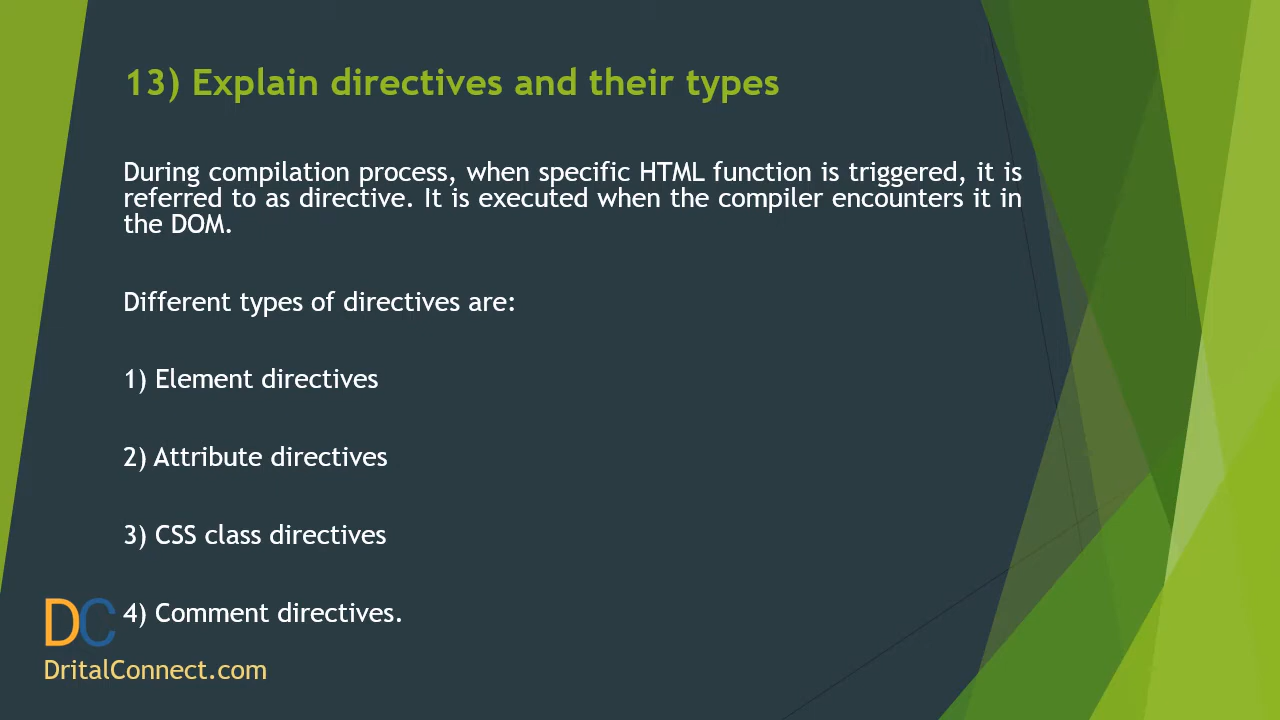 13) Explain directives and their types
During compilation process, when specific HTML function is triggered, it is
referred to as directive. It is executed when the compiler encounters it in
the DOM.
Different types of directives are:
1) Element directives
2) Attribute directives
3) CSS class directives
4) Comment directives.
DC
DritalConnect.com